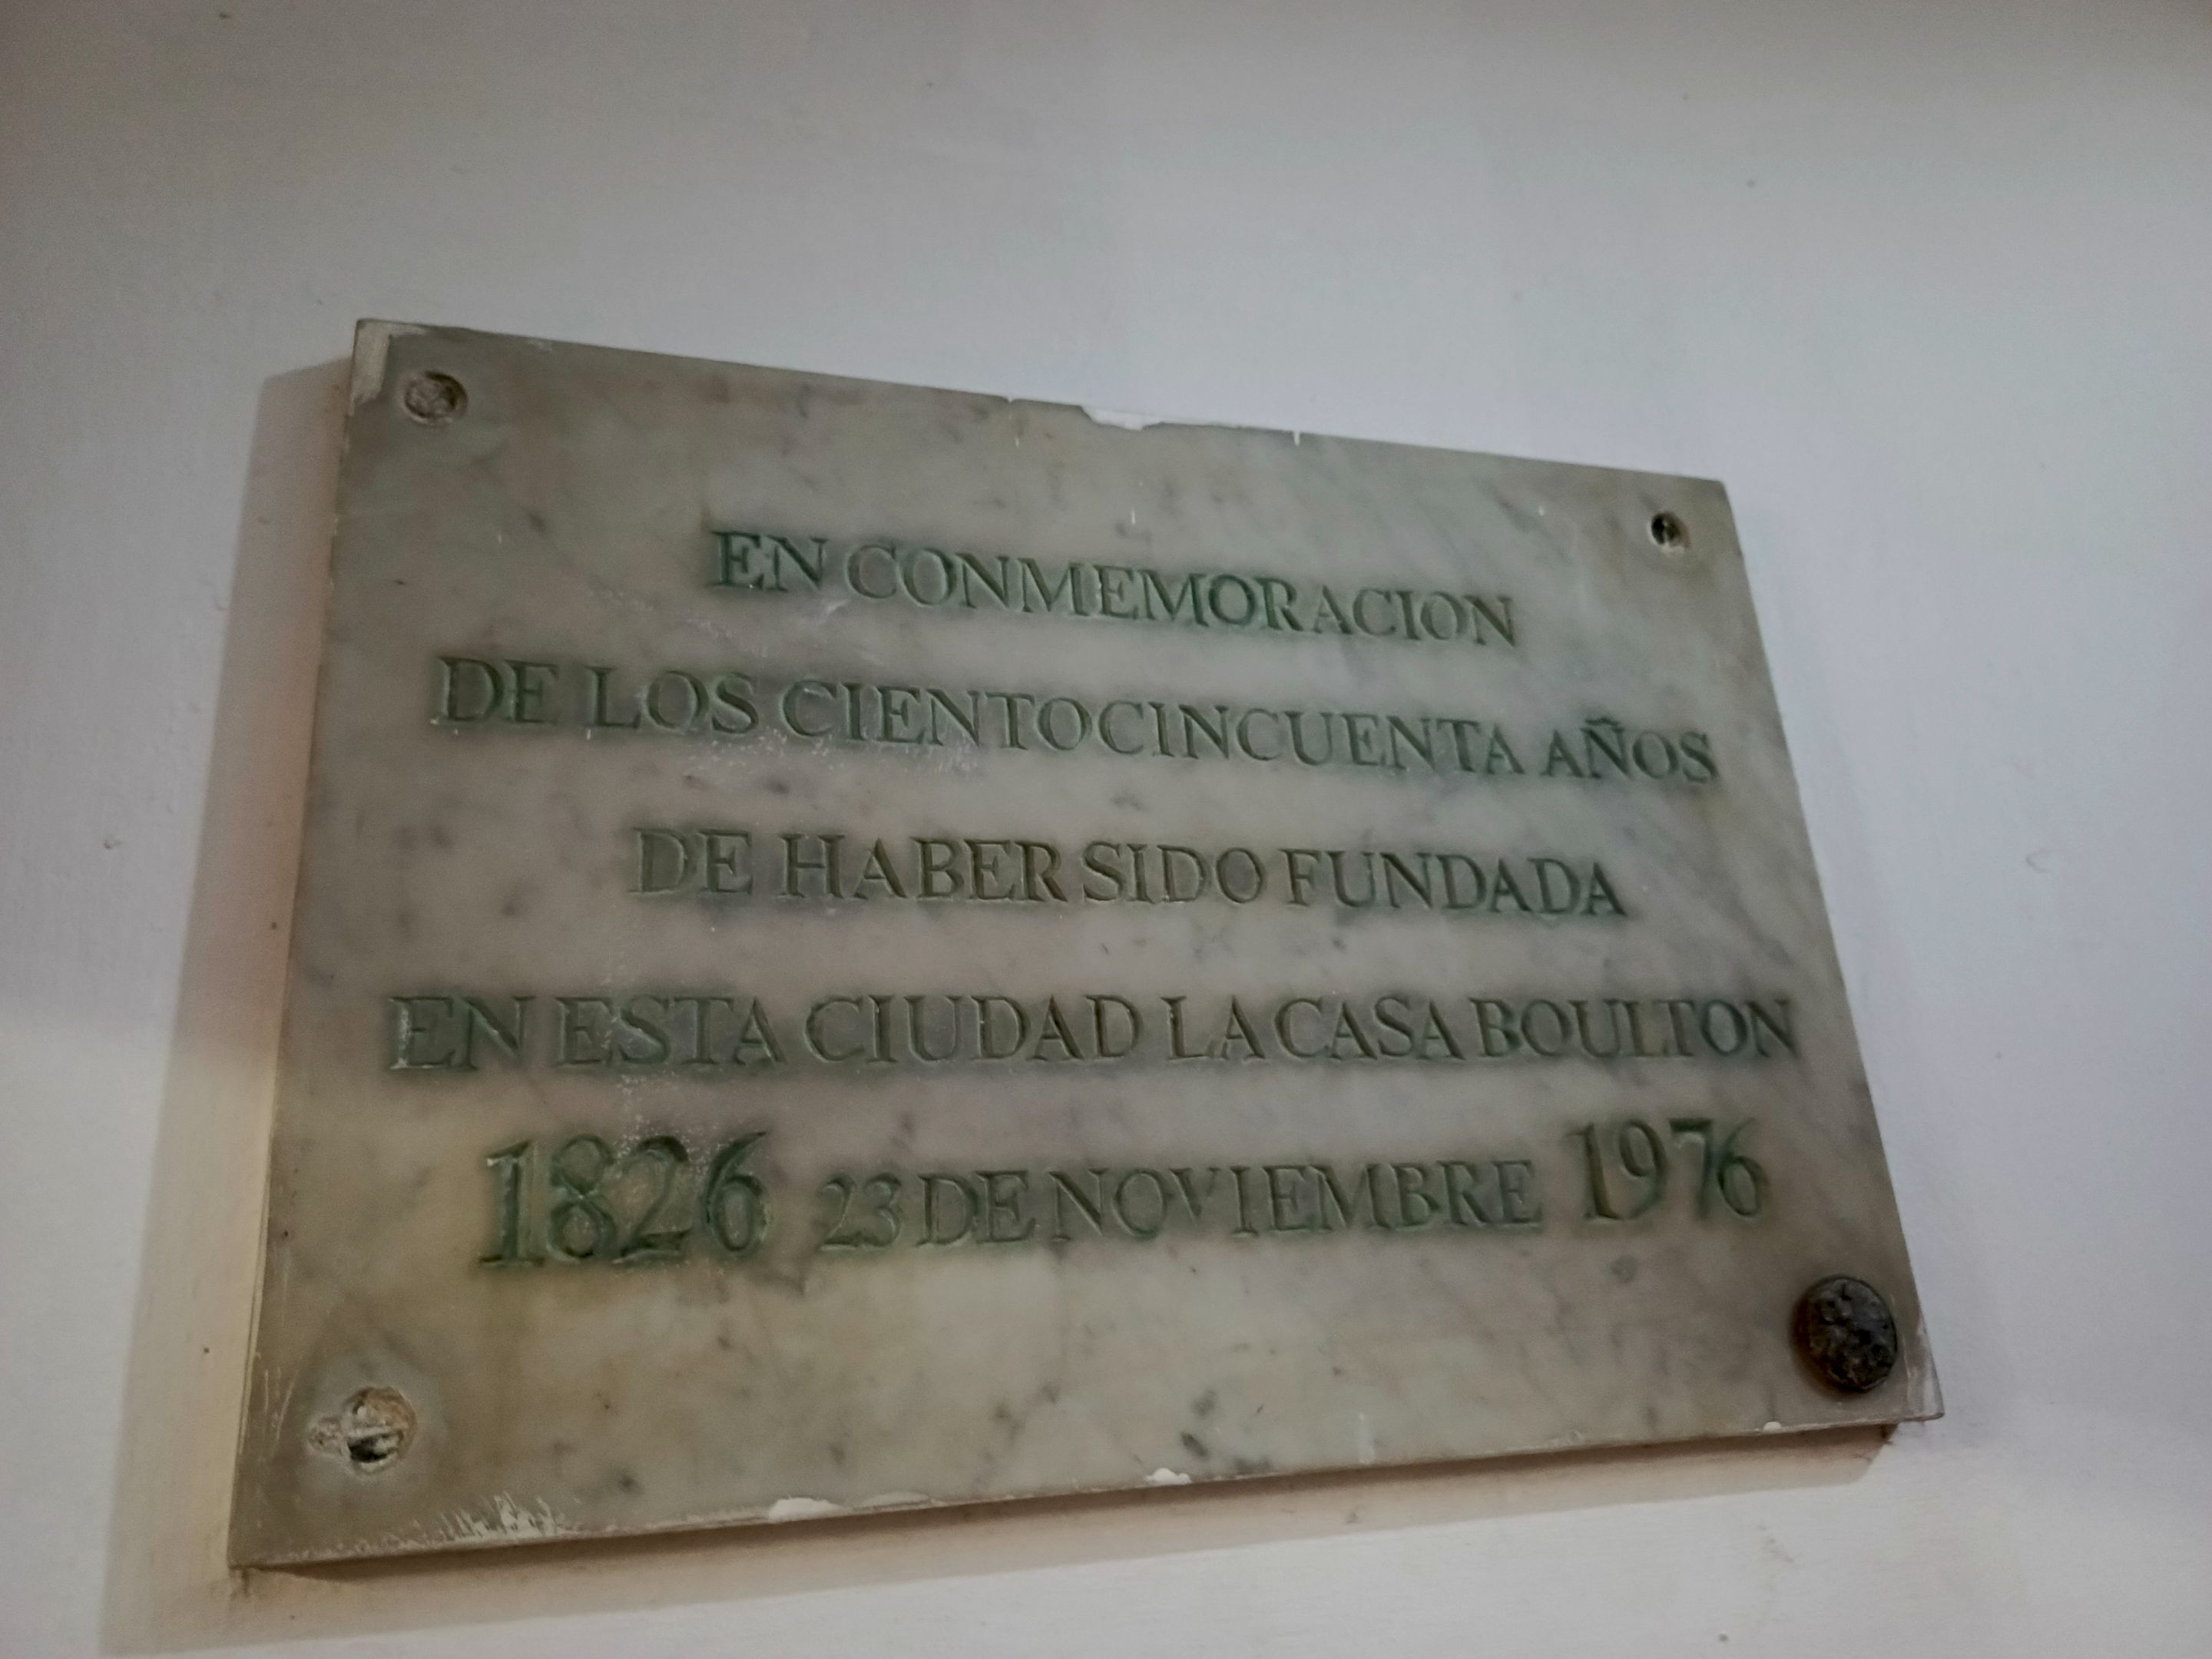 EN CONMEMORACION
DE LOS CIENTOCINCUENTA AÑOS
DE HABER SIDO FUNDADA
EN ESTA CIUDAD LA CASA BOULTON
1826 23 DE NOVIEMBRE 1976